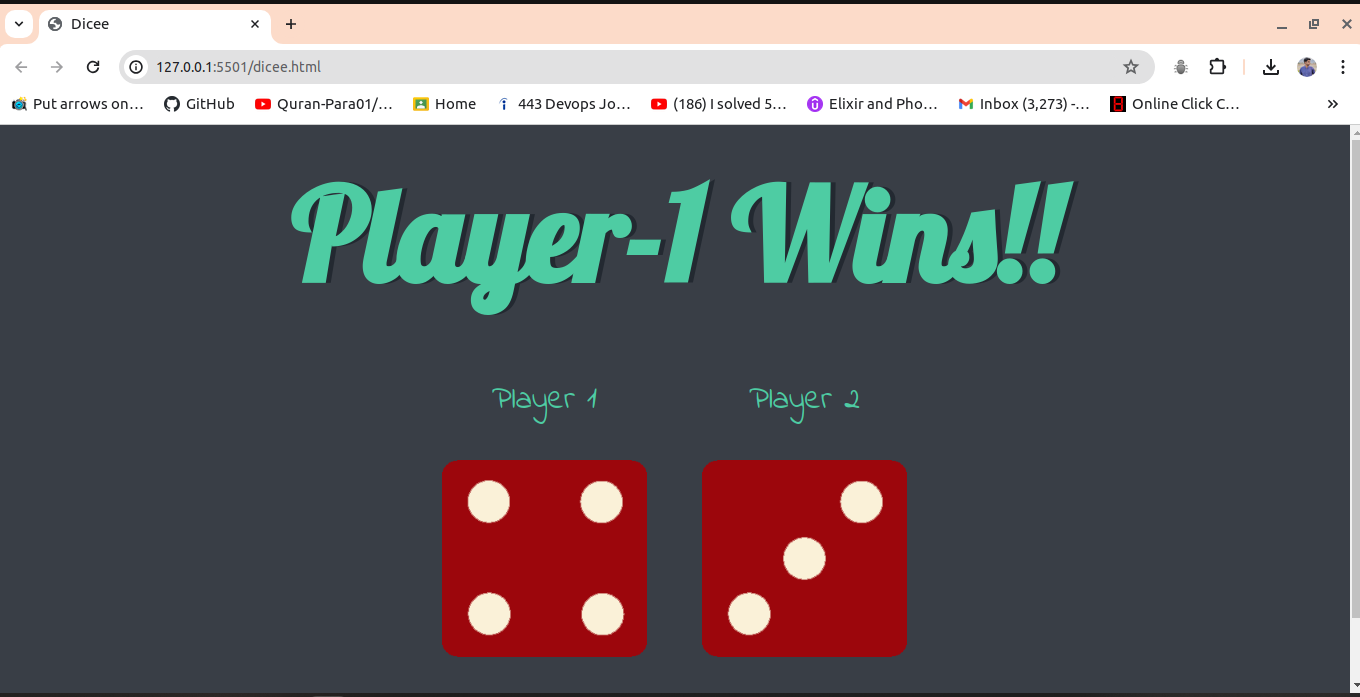 Dicee
127.0.0.1:5501/dicee.html
Put arrows on… GitHub Quran-Para01/… Home 443 Devops Jo… (186) I solved 5… Elixir and Pho… Inbox (3,273) -… Online Click C…
Player-1 Wins!!
Player 1 Player 2